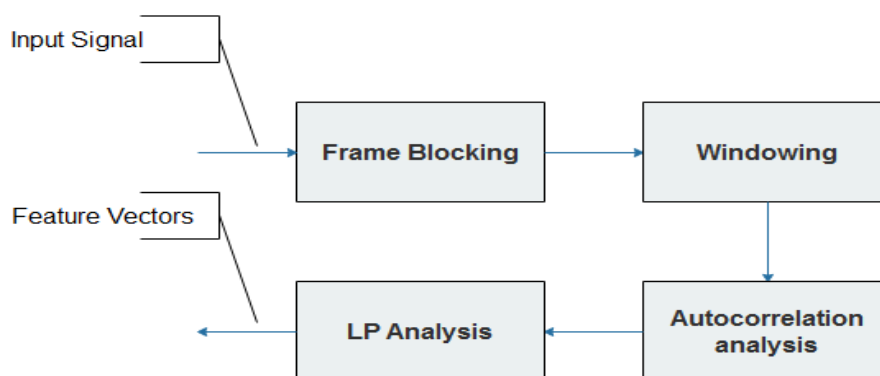 Input Signal
Frame Blocking
Windowing
Feature Vectors
LP Analysis
Autocorrelation
analysis